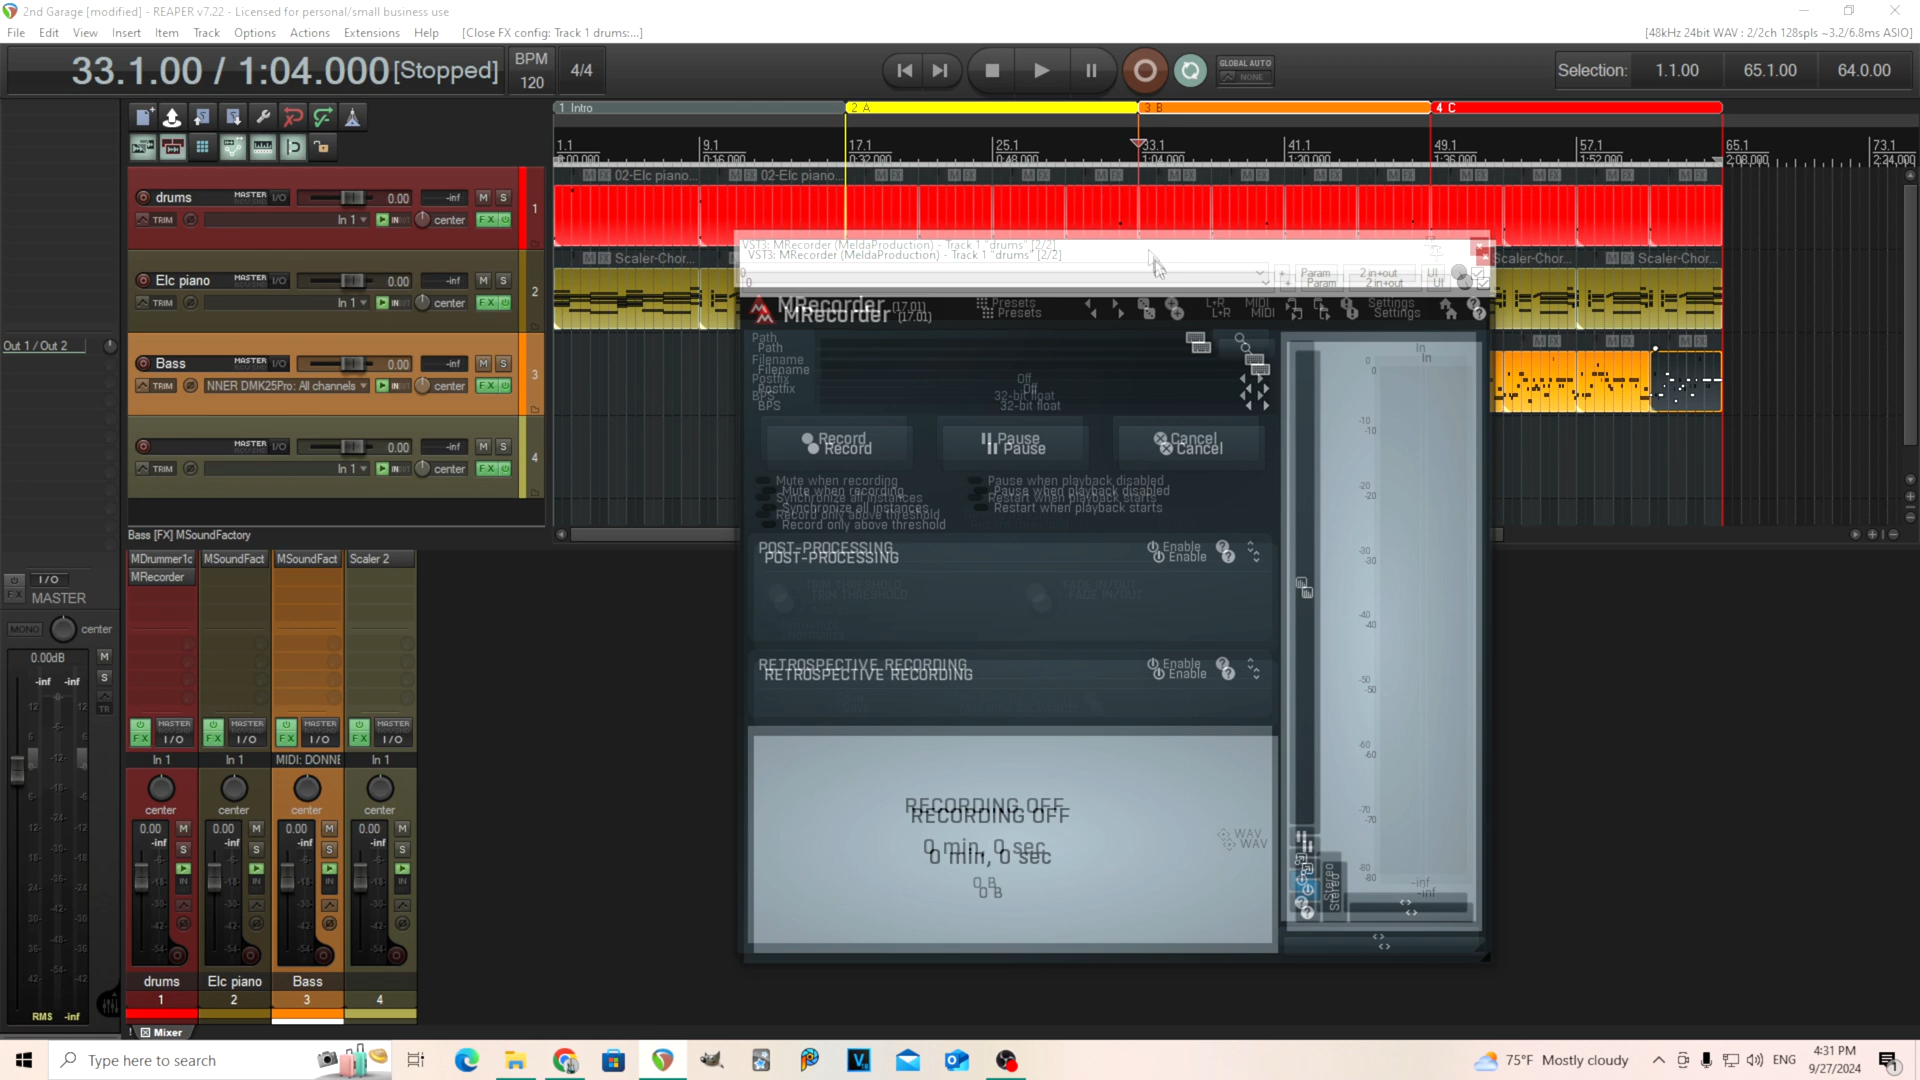 2nd Garage [modified] - REAPER v7.22 - Licensed for personal/small business use
File Edit View Insert Item Track Options Actions Extensions Help [Close FX config: Track 1 drums:...]
[48kHz 24bit WAV : 2/2ch 128spls ~3.2/6.8ms ASIO]
33.1.00 / 1:04.000 [Stopped]
BPM
120
4/4
GLOBAL AUTO
NONE
Selection: 1.1.00 65.1.00 64.0.00
1 Intro 2 A 3 B 4 C
1.1 9.1 17.1 25.1 33.1 41.1 49.1 57.1 65.1 73.1
0:00.000 0:16.000 0:32.000 0:48.000 1:04.000 1:20.000 1:36.000 1:52.000 2:08.000 2:24.000
02-Elc piano... 02-Elc piano...
drums MASTER I/O 0.00 -inf M S
TRIM In 1 IN center FX
1
Scaler-Chor... Scaler-Chor... Scaler-Chor...
Elc piano MASTER I/O 0.00 -inf M S
TRIM In 1 IN center FX
2
Out 1 / Out 2
Bass MASTER I/O 0.00 -inf M S
TRIM NNER DMK25Pro: All channels IN center FX
3
MASTER I/O 0.00 -inf M S
TRIM In 1 IN center FX
4
VST3: MRecorder (MeldaProduction) - Track 1 "drums" [2/2]
VST3: MRecorder (MeldaProduction) - Track 1 "drums" [2/2]
0 + Param 2 in+out UI
0 + Param 2 in+out UI
MRecorder (17.01) Presets L+R MIDI Settings
MRecorder (17.01) Presets L+R MIDI Settings
Path
Path
Filename
Filename
Postfix Off
Postfix Off
BPS 32-bit float
BPS 32-bit float
Record Pause Cancel
Record Pause Cancel
Mute when recording Pause when playback disabled
Mute when recording Pause when playback disabled
Synchronize all instances Restart when playback starts
Synchronize all instances Restart when playback starts
Record only above threshold
Record only above threshold
POST-PROCESSING Enable
POST-PROCESSING Enable
TRIM THRESHOLD FADE IN/OUT
TRIM THRESHOLD FADE IN/OUT
RETROSPECTIVE RECORDING Enable
RETROSPECTIVE RECORDING Enable
RECORDING OFF
RECORDING OFF
0 min, 0 sec
0 min, 0 sec
0 B
0 B
WAV
WAV
In
In
0
0
-10
-10
-20
-20
-30
-30
-40
-40
-50
-50
-60
-60
-70
-70
-80
-80
-inf
-inf
Stereo
Stereo
Bass [FX] MSoundFactory
MDrummer1c MSoundFact MSoundFact Scaler 2
MRecorder
I/O
FX MASTER
MONO center
0.00dB M
-inf -inf S
TR
MASTER MASTER MASTER MASTER
FX I/O FX I/O FX I/O FX I/O
In 1 In 1 MIDI: DONNE In 1
center center center center
0.00 M 0.00 M 0.00 M 0.00 M
-inf S -inf S -inf S -inf S
IN IN IN IN
RMS -inf
drums Elc piano Bass
1 2 3 4
Mixer
Type here to search
75°F Mostly cloudy
ENG
4:31 PM
9/27/2024
1